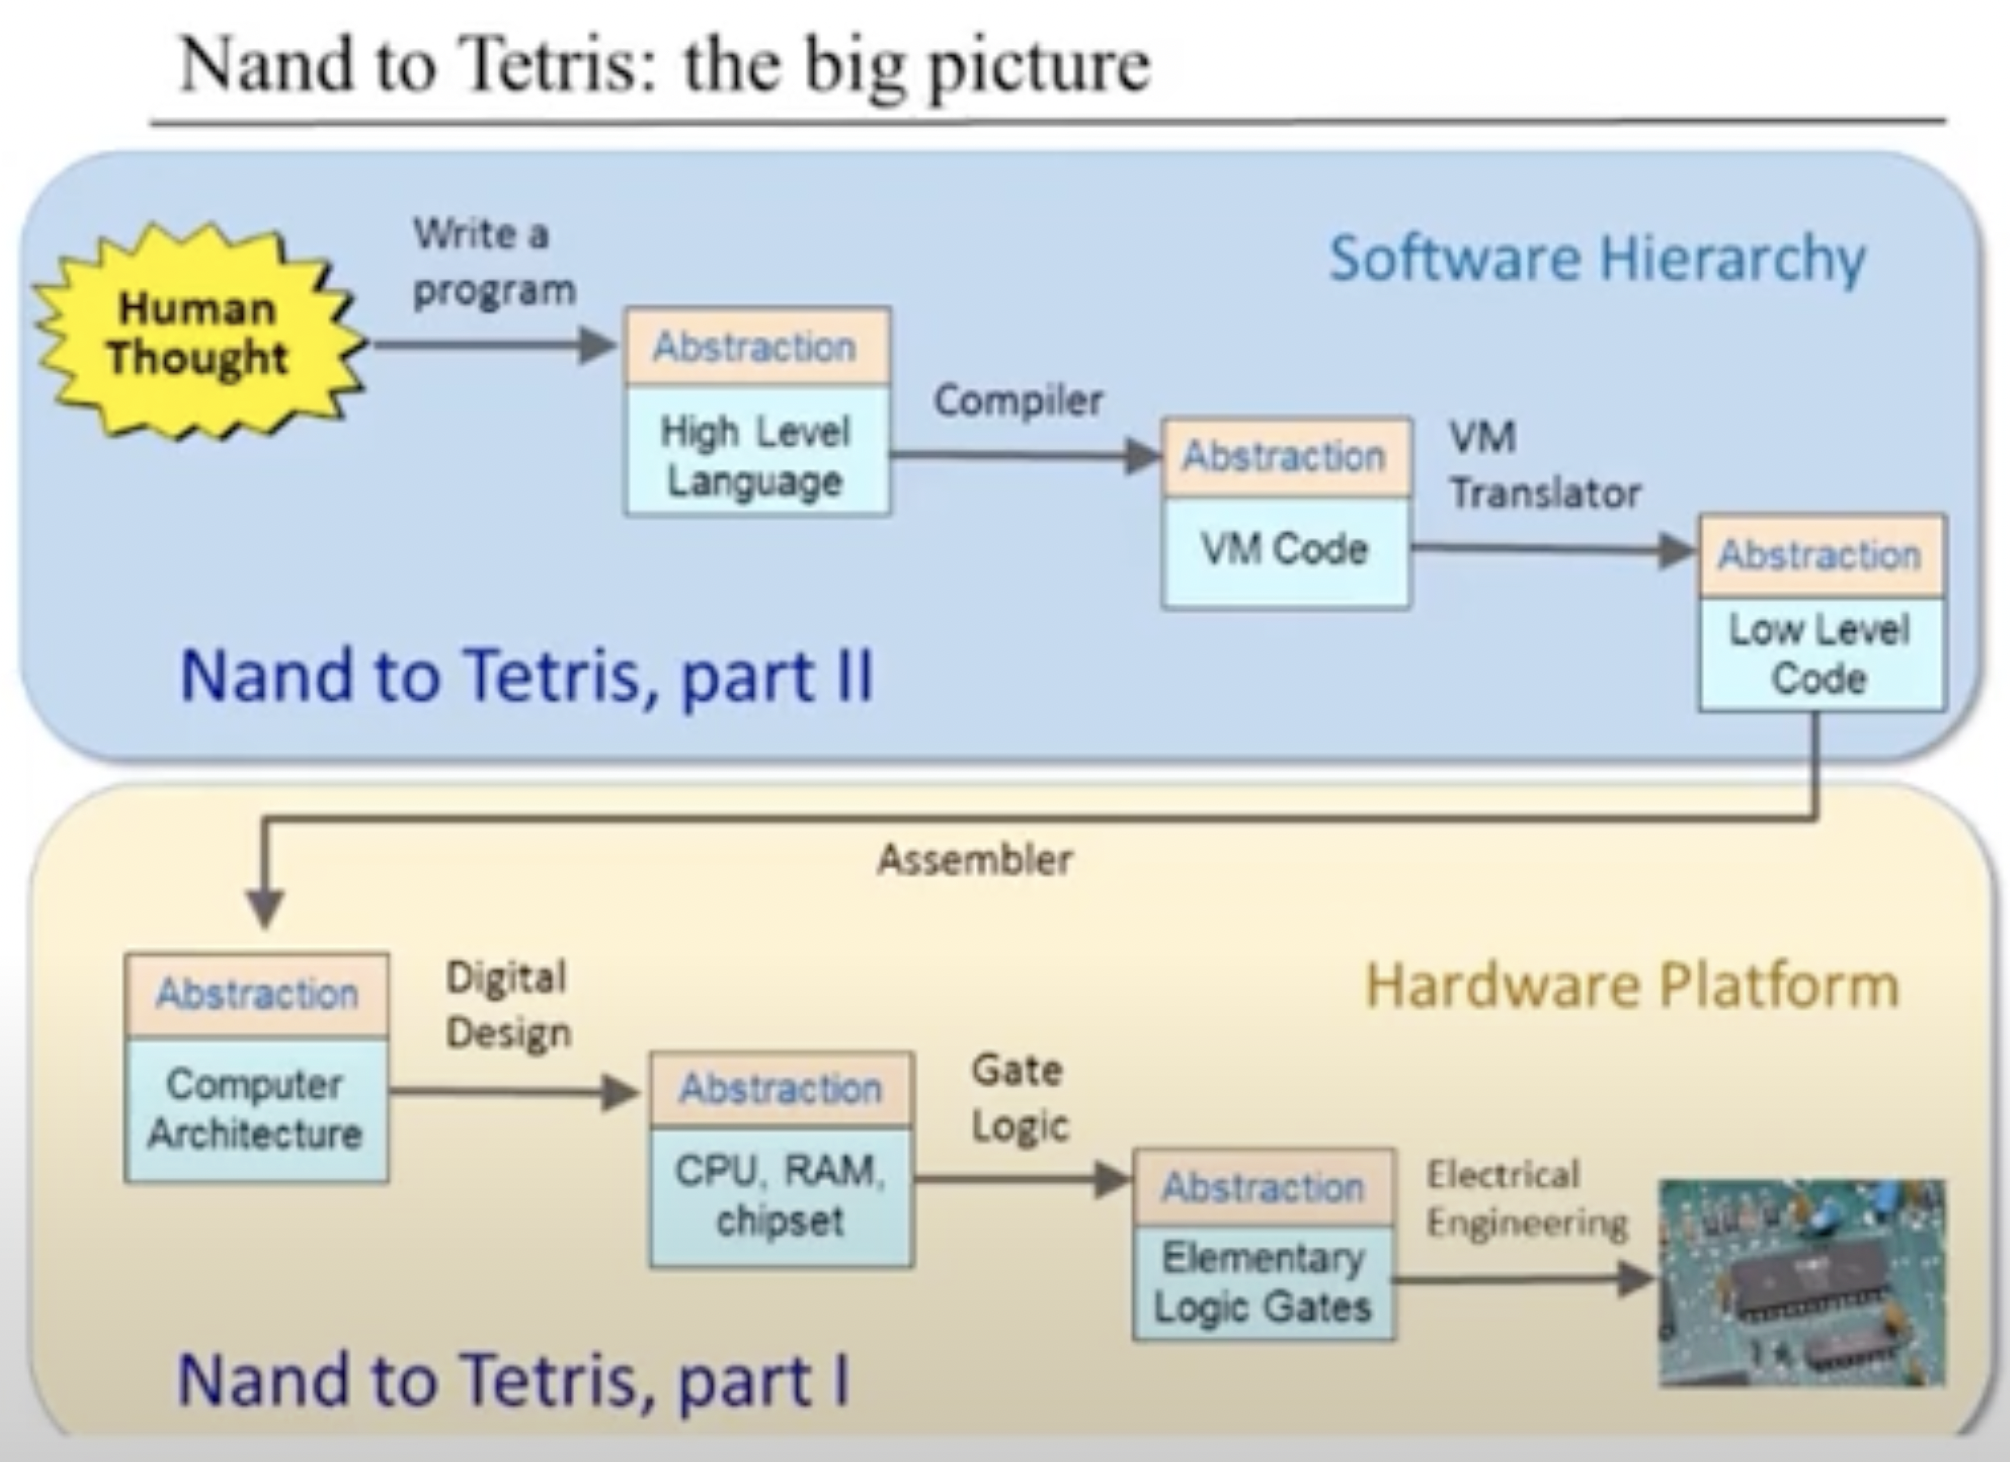 Nand to Tetris: the big picture
Software Hierarchy
Human
Thought
Write a
program
Abstraction
High Level
Language
Compiler
Abstraction
VM Code
VM
Translator
Abstraction
Low Level
Code
Nand to Tetris, part II
Assembler
Hardware Platform
Abstraction
Computer
Architecture
Digital
Design
Abstraction
CPU, RAM,
chipset
Gate
Logic
Abstraction
Elementary
Logic Gates
Electrical
Engineering
Nand to Tetris, part I